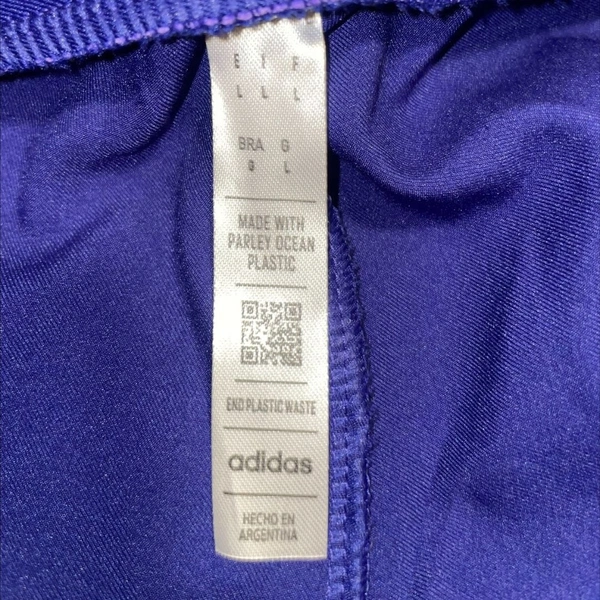 E I F
L L L
BRA G
G L
MADE WITH
PARLEY OCEAN
PLASTIC
END PLASTIC WASTE
adidas
HECHO EN
ARGENTINA